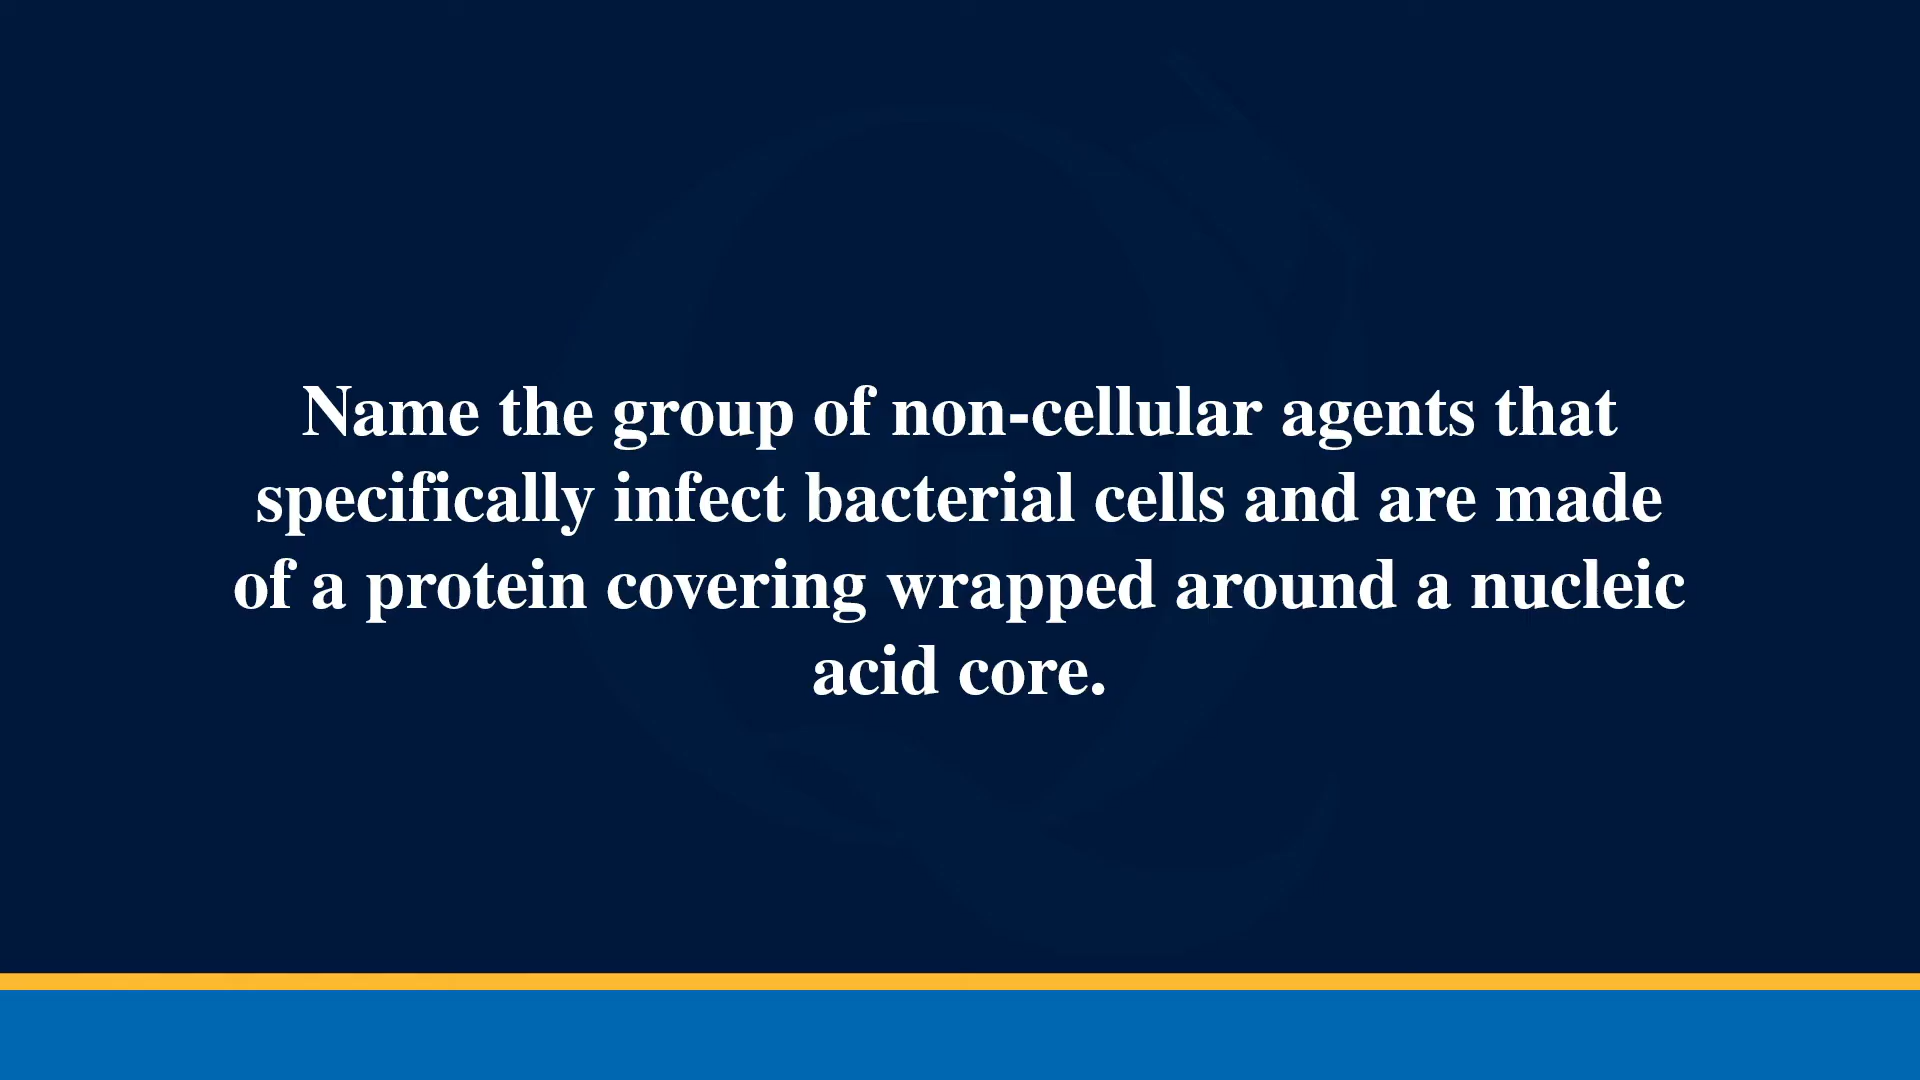 Name the group of non-cellular agents that
specifically infect bacterial cells and are made
of a protein covering wrapped around a nucleic
acid core.